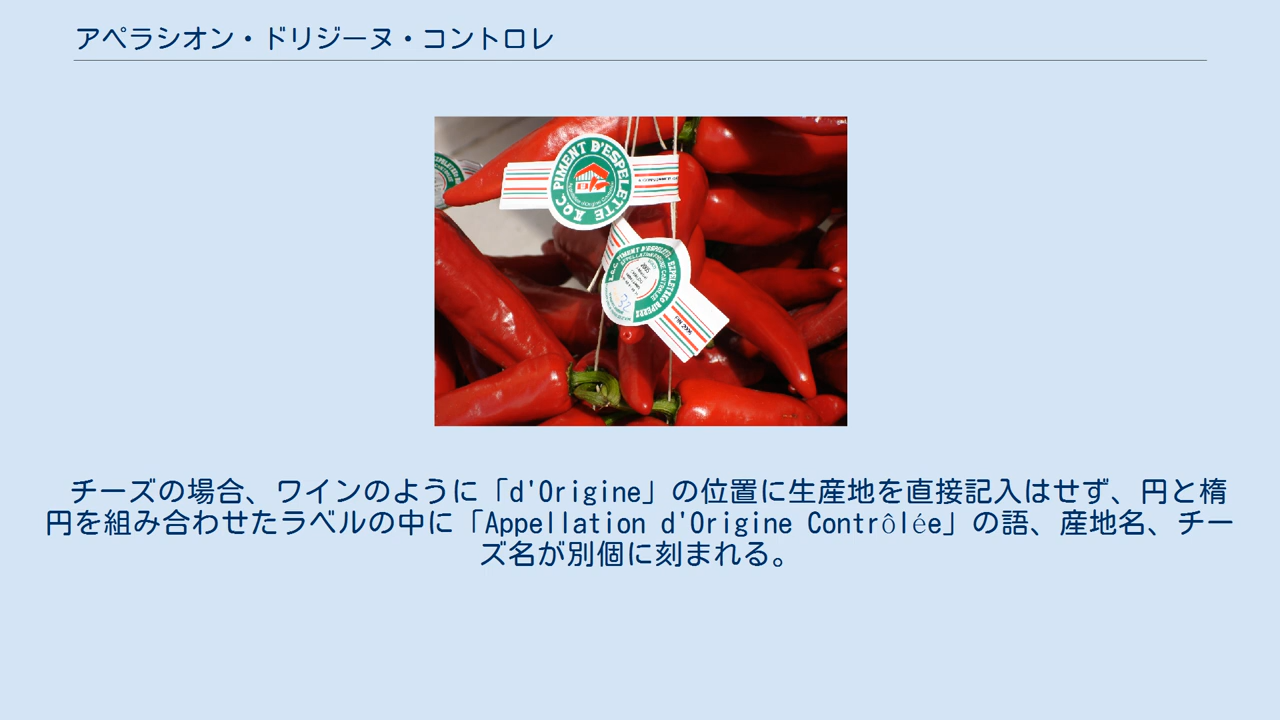 アペラシオン・ドリジーヌ・コントロレ
PIMENT D'ESPELETTE
AOC
チーズの場合、ワインのように「d'Origine」の位置に生産地を直接記入はせず、円と楕
円を組み合わせたラベルの中に「Appellation d'Origine Contrôlée」の語、産地名、チー
ズ名が別個に刻まれる。